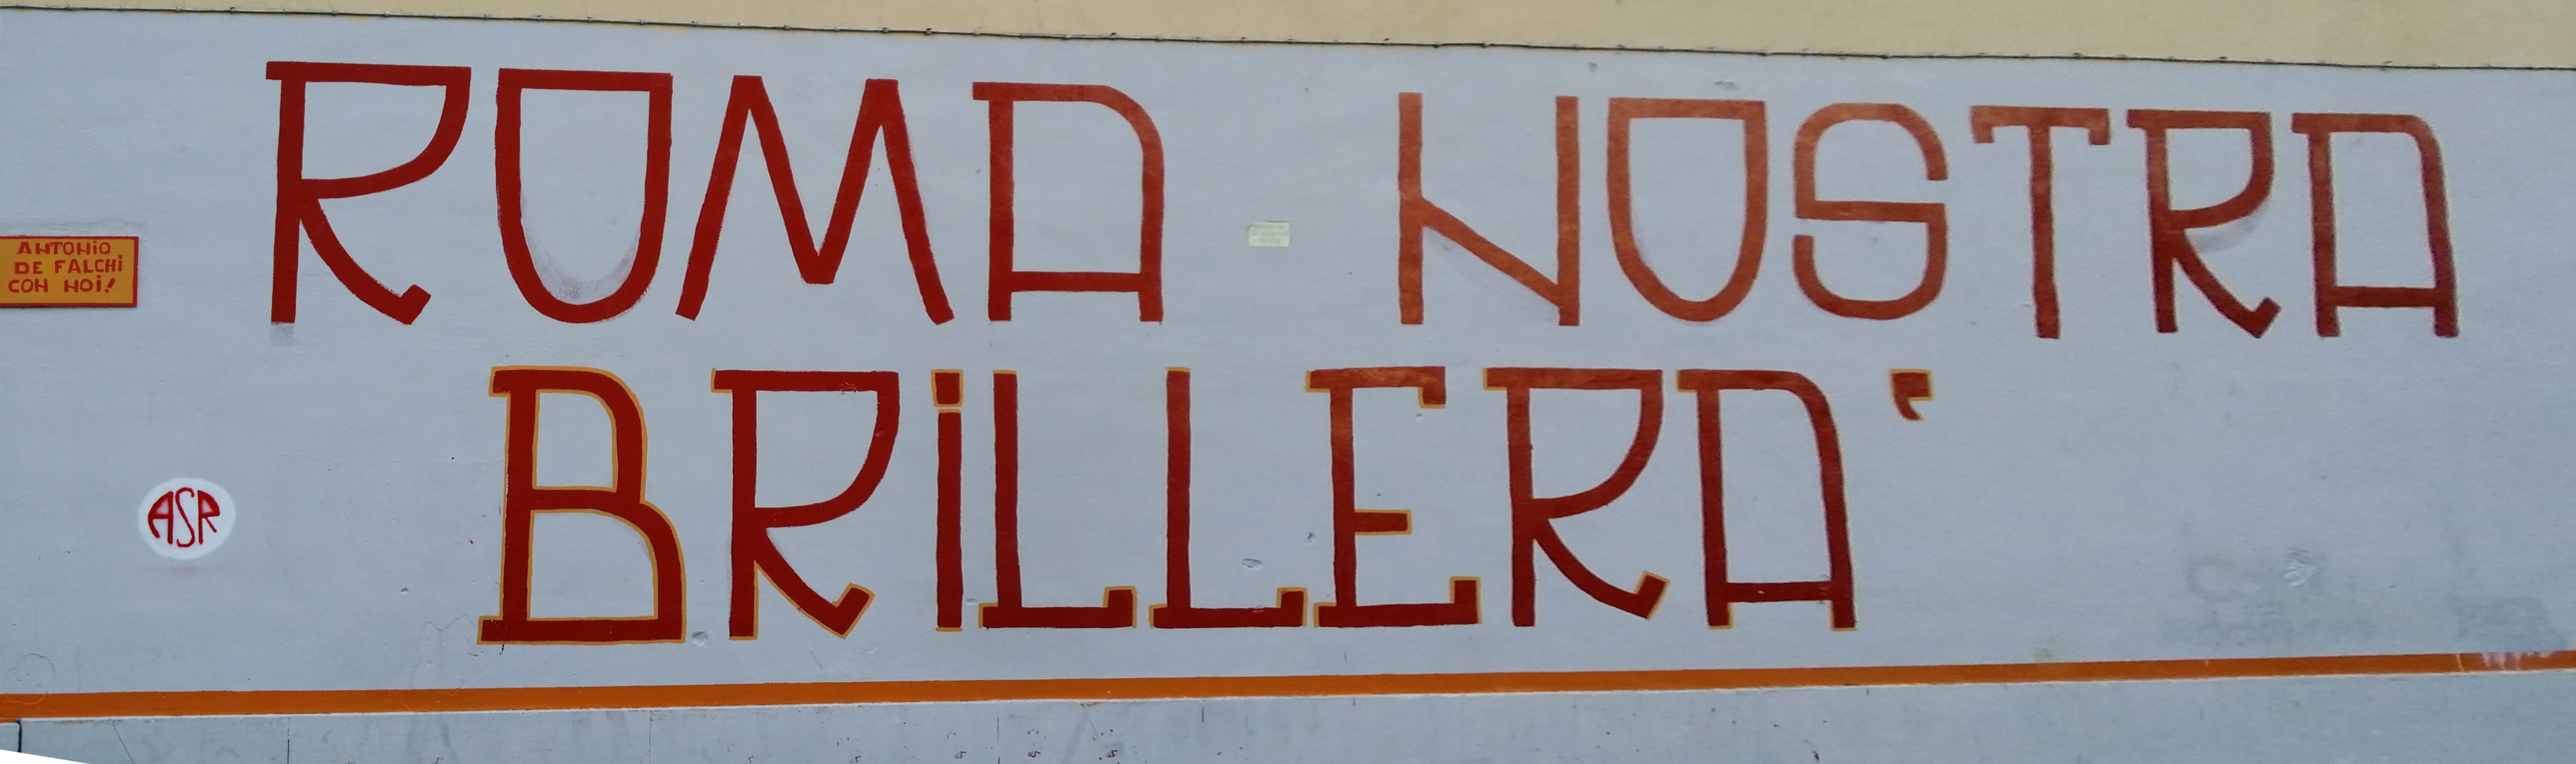 ROMA NOSTRA
BRiLLERA'
ANTONiO
DE FALCHi
CON NOi!
ASR